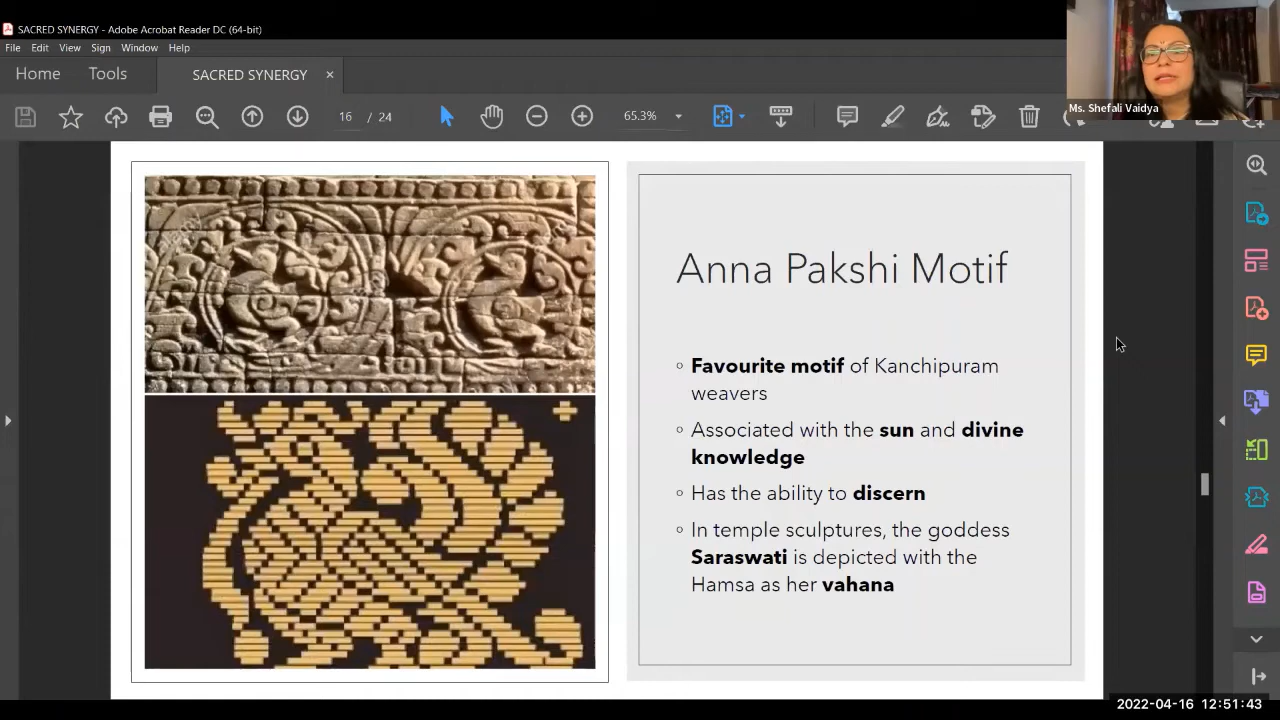 SACRED SYNERGY - Adobe Acrobat Reader DC (64-bit)
File Edit View Sign Window Help
Home Tools SACRED SYNERGY ×
16 / 24 65.3%
Ms. Shefali Vaidya
Anna Pakshi Motif
Favourite motif of Kanchipuram
weavers
Associated with the sun and divine
knowledge
Has the ability to discern
In temple sculptures, the goddess
Saraswati is depicted with the
Hamsa as her vahana
2022-04-16 12:51:43